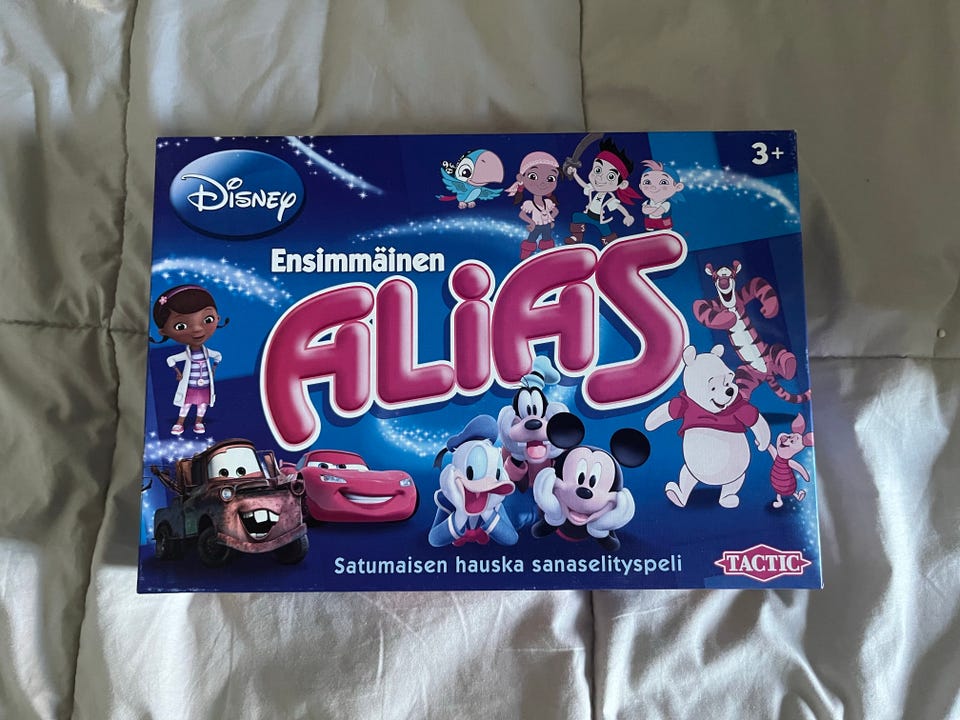 Disney
3+
Ensimmäinen
ALiAS
Satumaisen hauska sanaselityspeli
TACTIC